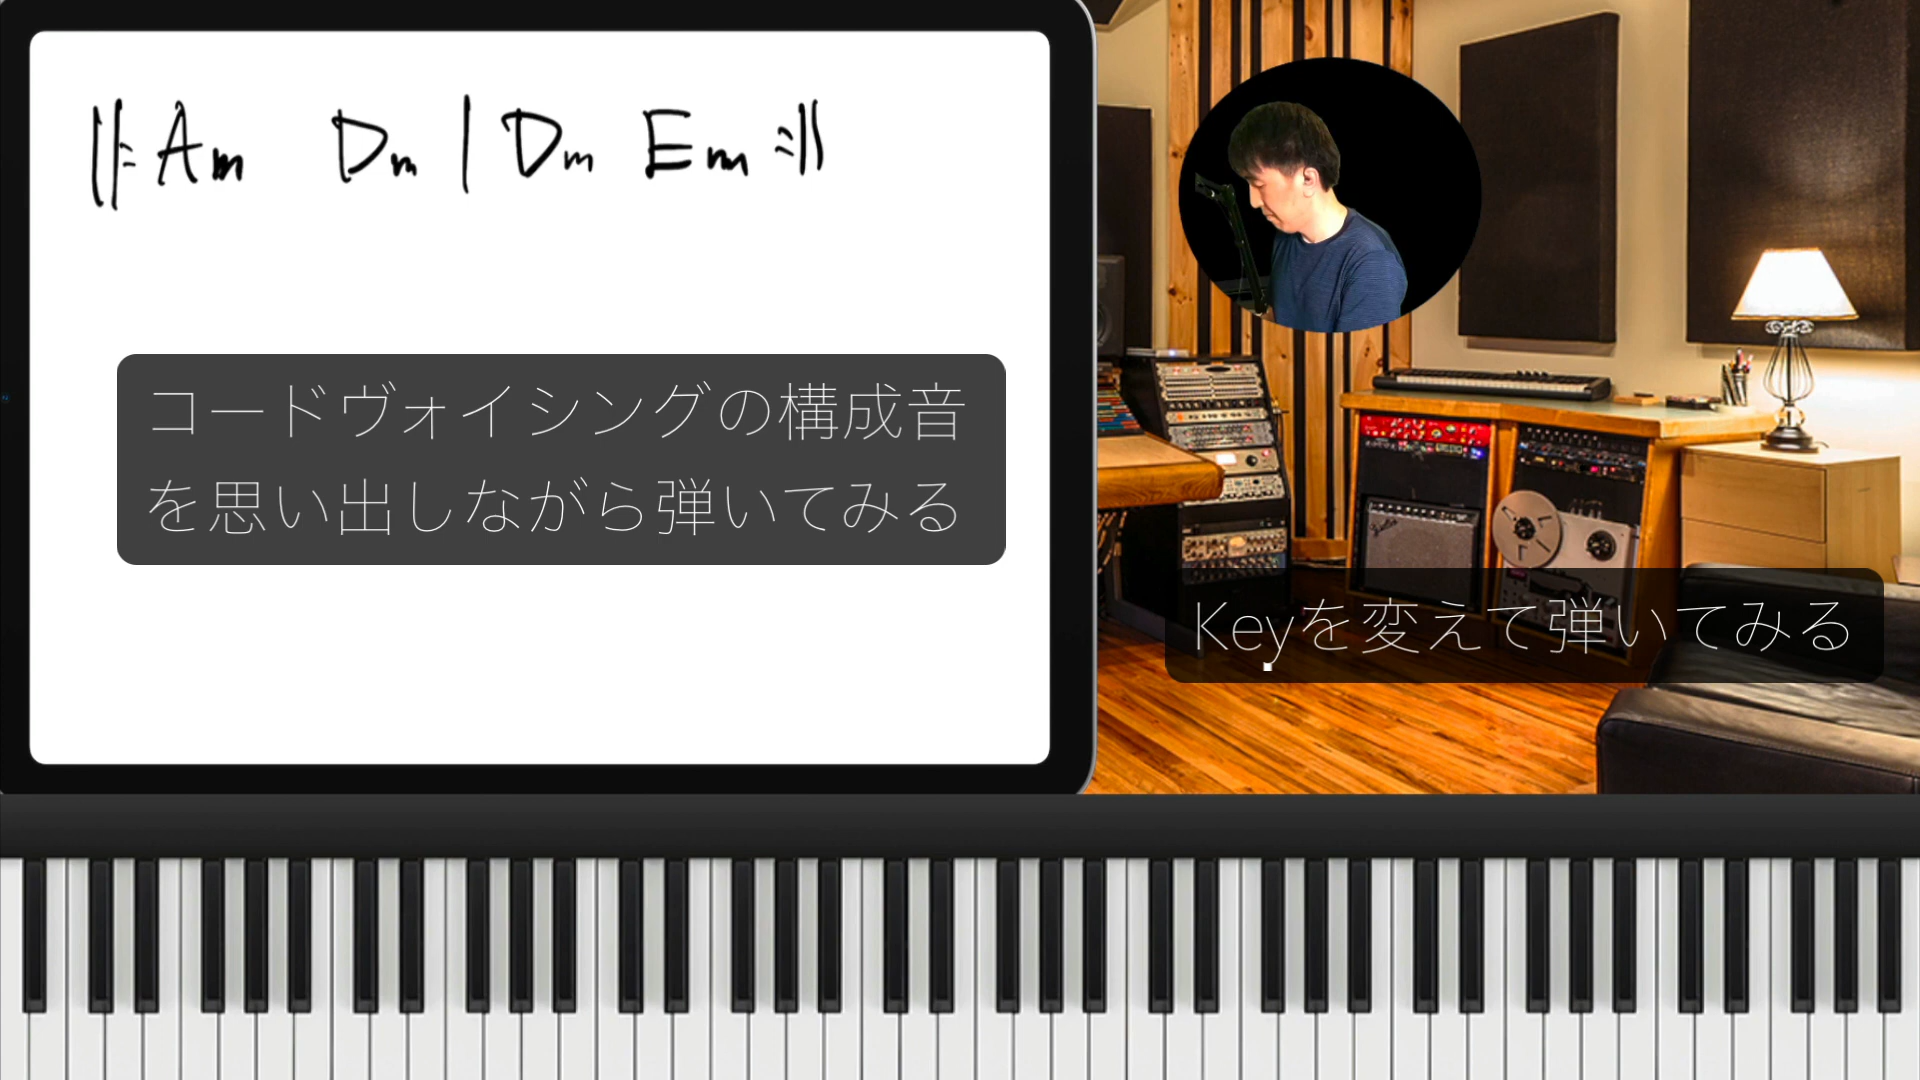 𝄆 Am Dm | Dm Em 𝄇
コードヴォイシングの構成音
を思い出しながら弾いてみる
Keyを変えて弾いてみる
Fender